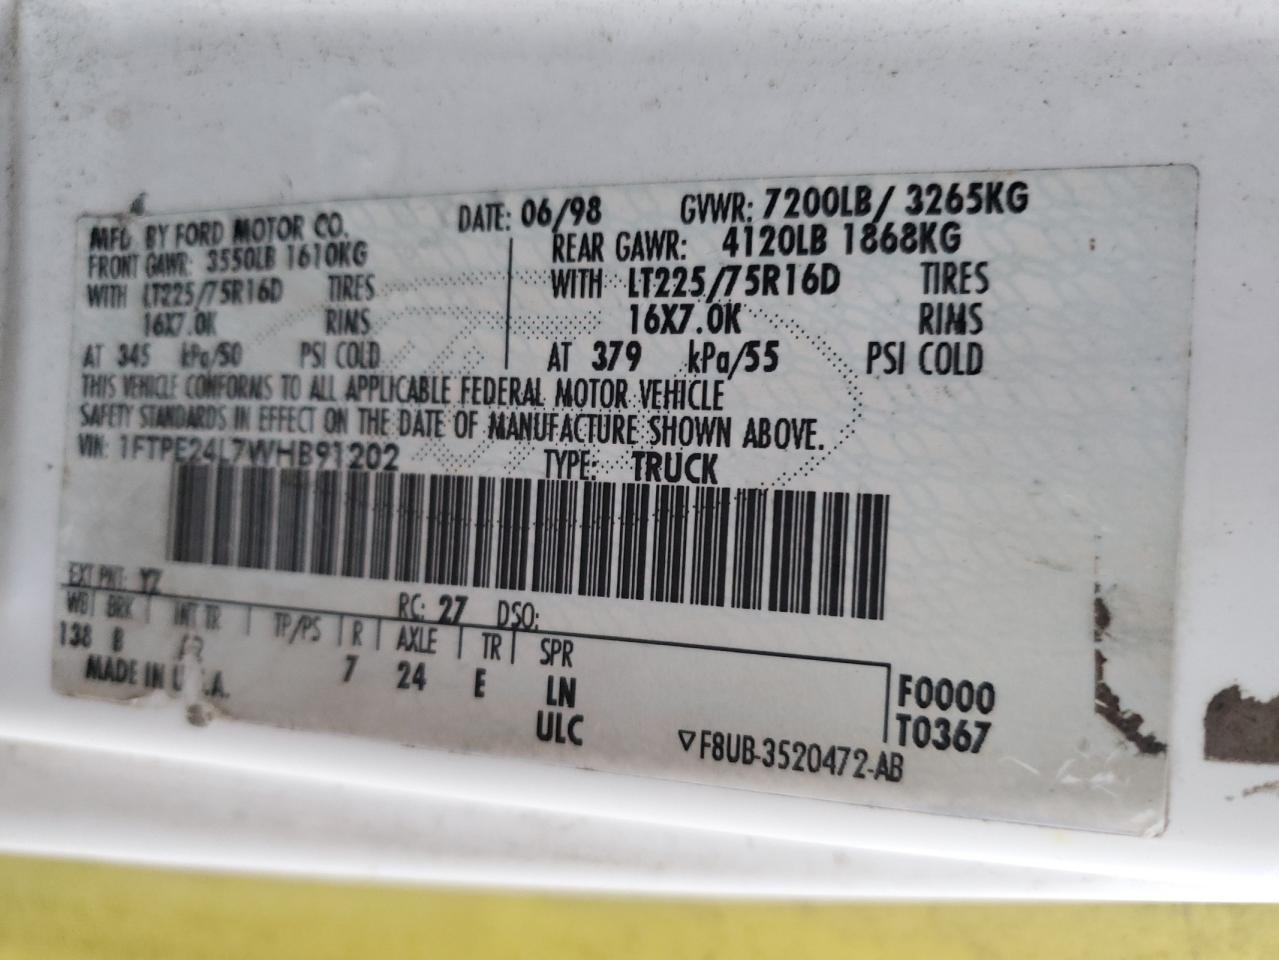 MFD. BY FORD MOTOR CO. DATE: 06/98 GVWR: 7200LB/ 3265KG
FRONT GAWR: 3550LB 1610KG REAR GAWR: 4120LB 1868KG
WITH LT225/75R16D TIRES WITH LT225/75R16D TIRES
16X7.0K RIMS 16X7.0K RIMS
AT 345 kPa/50 PSI COLD AT 379 kPa/55 PSI COLD
THIS VEHICLE CONFORMS TO ALL APPLICABLE FEDERAL MOTOR VEHICLE
SAFETY STANDARDS IN EFFECT ON THE DATE OF MANUFACTURE SHOWN ABOVE.
VIN: 1FTPE24L7WHB91202 TYPE: TRUCK
EXT PNT: YZ RC: 27 DSO:
WB BRK INT TR TP/PS R AXLE TR SPR
138 B 7 24 E LN F0000
MADE IN U.S.A. ULC T0367
▽F8UB-3520472-AB